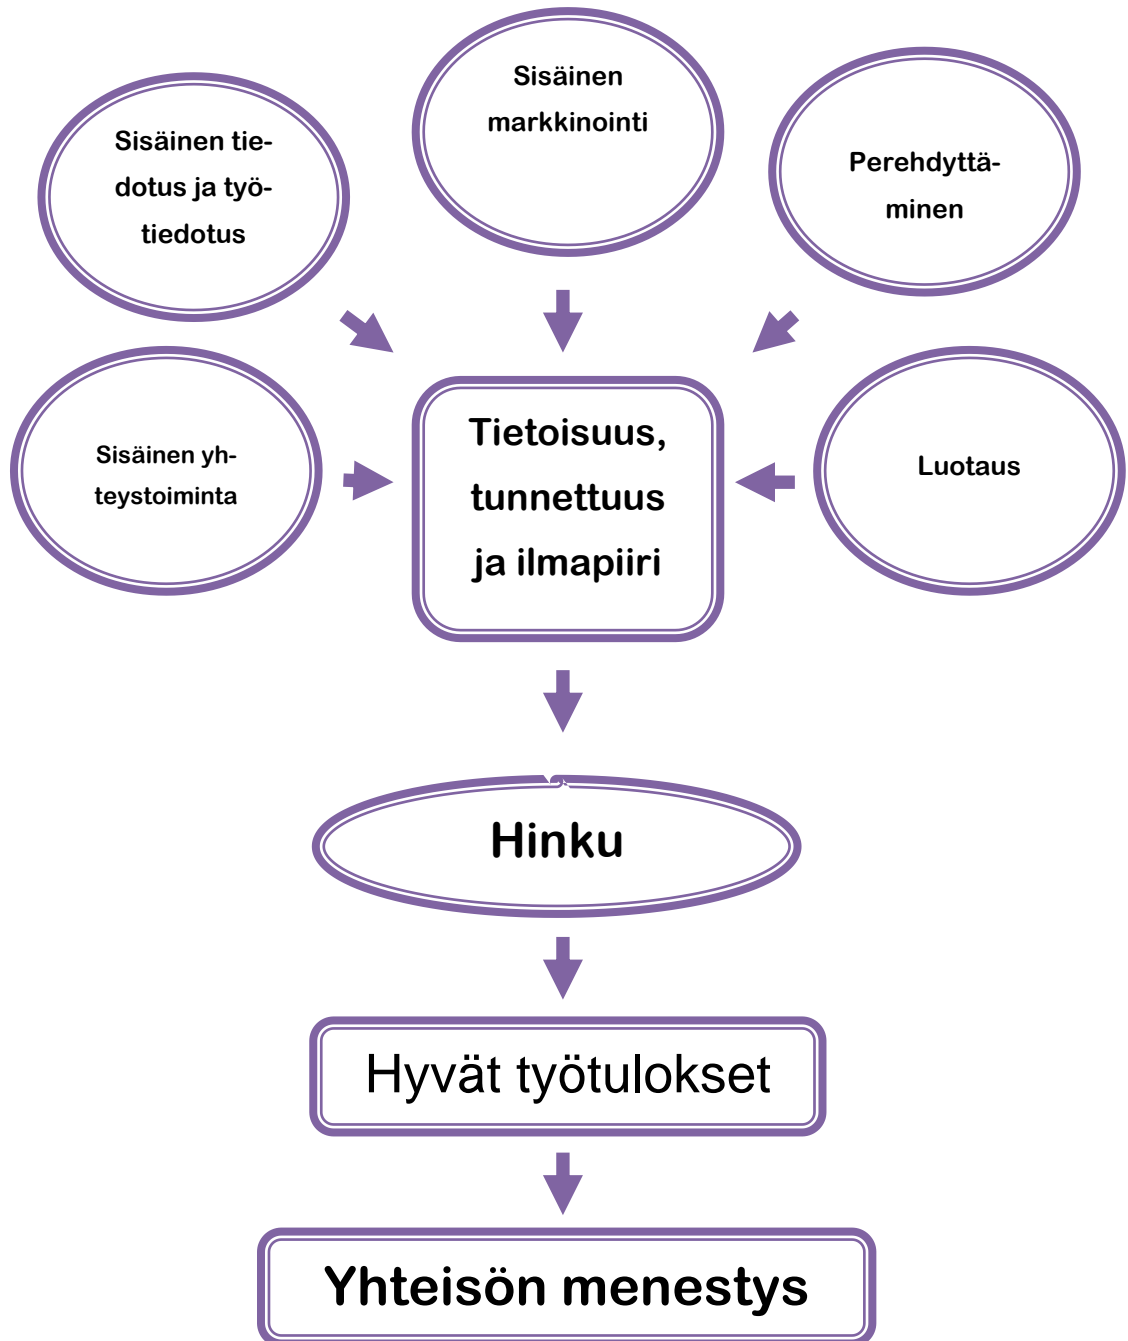 Sisäinen tie-
dotus ja työ-
tiedotus
Sisäinen
markkinointi
Perehdyttä-
minen
Sisäinen yh-
teystoiminta
Tietoisuus,
tunnettuus
ja ilmapiiri
Luotaus
Hinku
Hyvät työtulokset
Yhteisön menestys